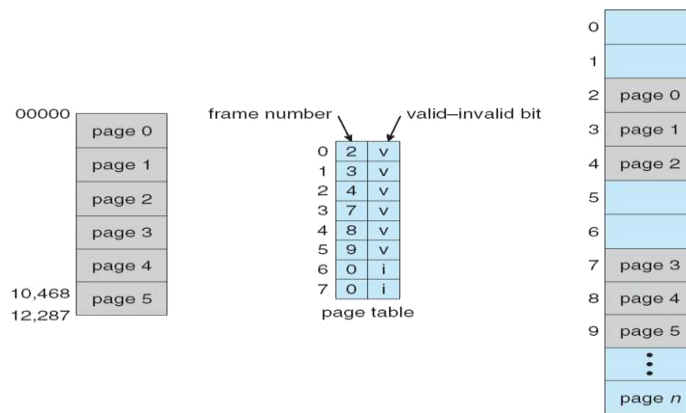 00000
page 0
page 1
page 2
page 3
page 4
10,468
page 5
12,287
frame number
valid–invalid bit
0 2 v
1 3 v
2 4 v
3 7 v
4 8 v
5 9 v
6 0 i
7 0 i
page table
0
1
2 page 0
3 page 1
4 page 2
5
6
7 page 3
8 page 4
9 page 5
page n